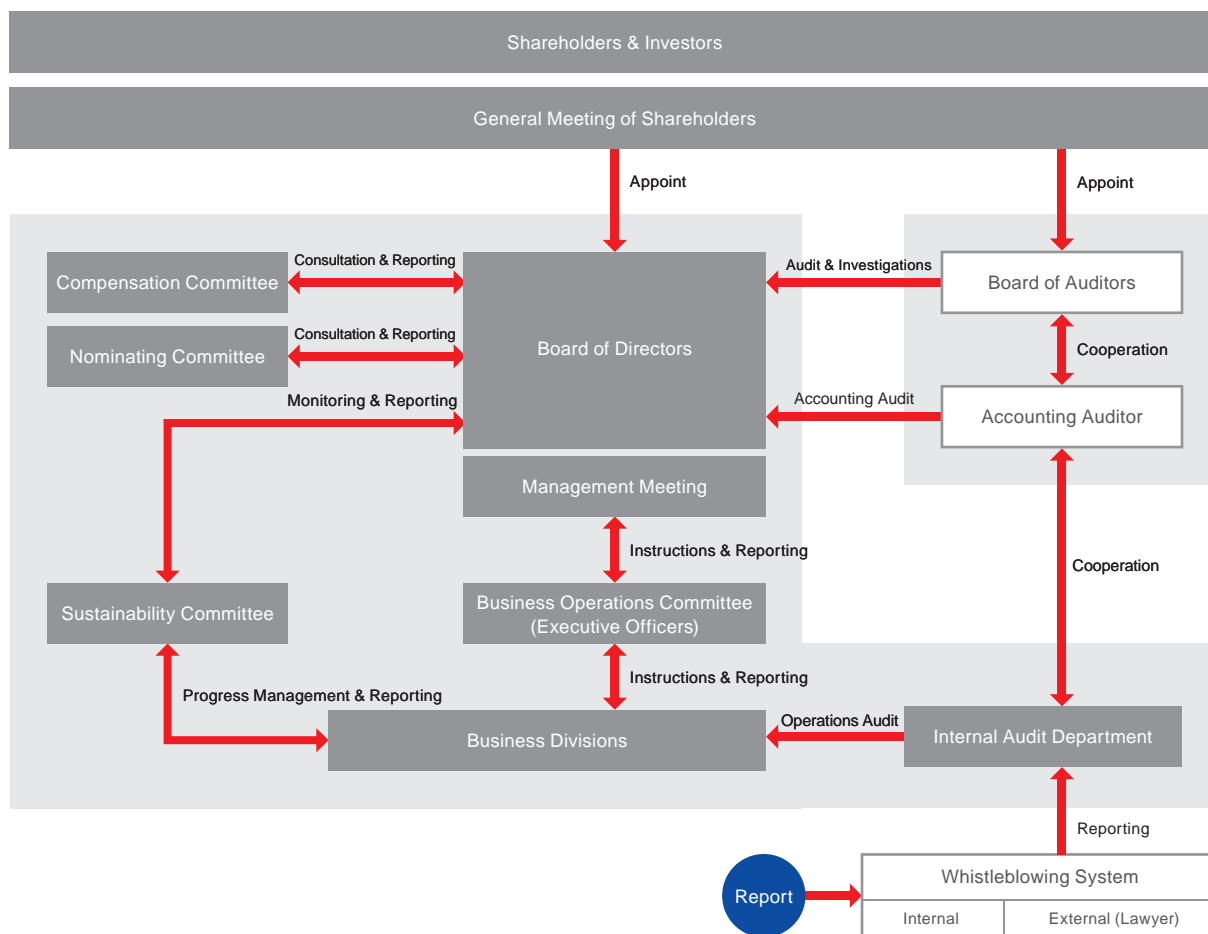 Shareholders & Investors
General Meeting of Shareholders
Appoint
Appoint
Compensation Committee
Consultation & Reporting
Board of Directors
Audit & Investigations
Board of Auditors
Nominating Committee
Consultation & Reporting
Cooperation
Monitoring & Reporting
Accounting Audit
Accounting Auditor
Management Meeting
Instructions & Reporting
Cooperation
Sustainability Committee
Business Operations Committee
(Executive Officers)
Instructions & Reporting
Progress Management & Reporting
Business Divisions
Operations Audit
Internal Audit Department
Reporting
Report
Whistleblowing System
Internal
External (Lawyer)